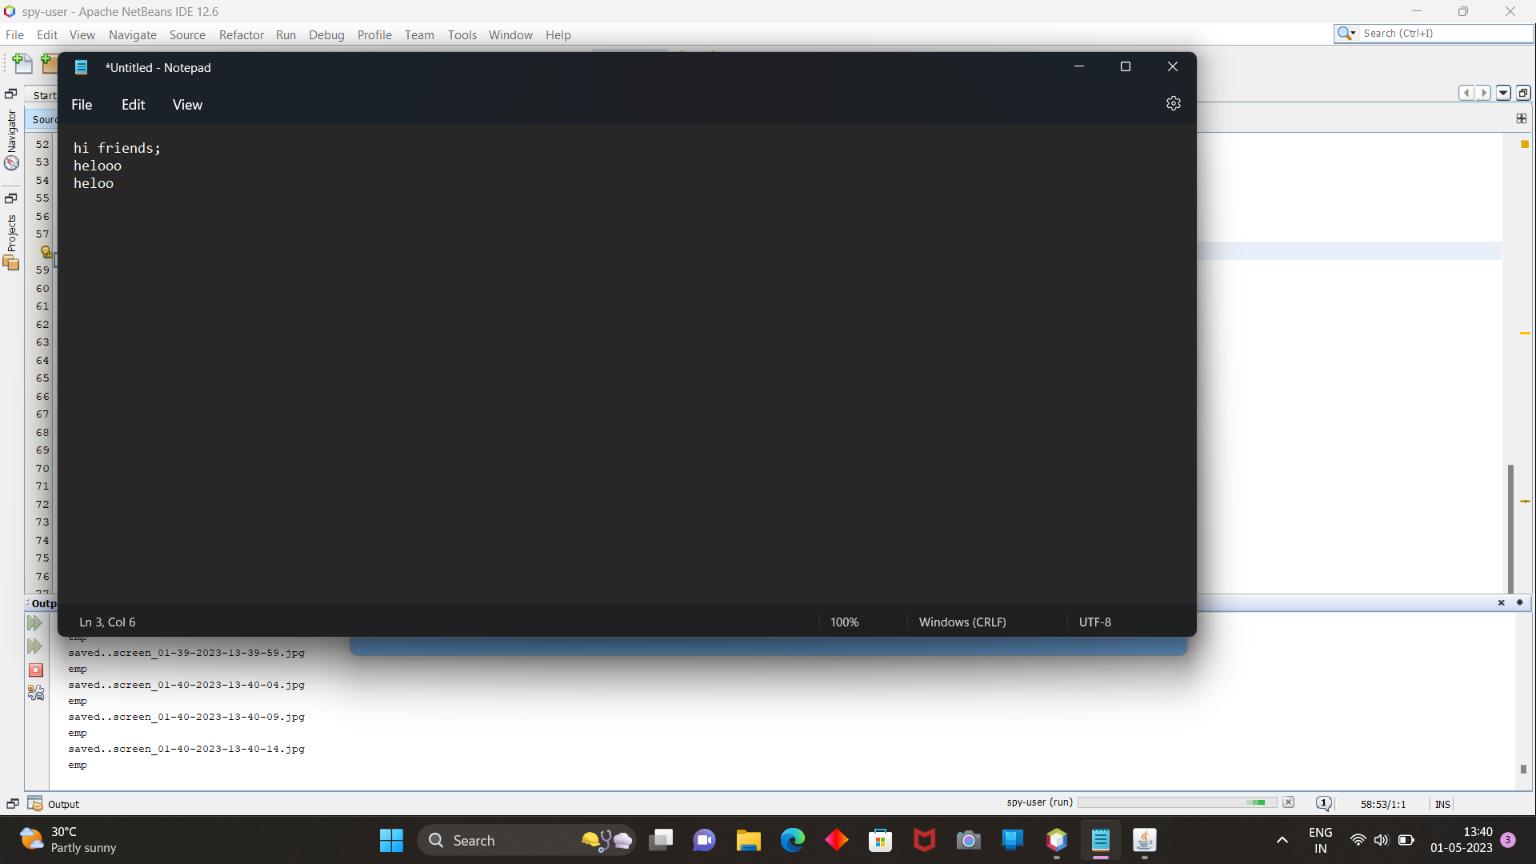 spy-user - Apache NetBeans IDE 12.6
File Edit View Navigate Source Refactor Run Debug Profile Team Tools Window Help
Search (Ctrl+I)
*Untitled - Notepad
File Edit View
hi friends;
helooo
heloo
Ln 3, Col 6
100%
Windows (CRLF)
UTF-8
Start
Sourc
Navigator
Projects
52
53
54
55
56
57
59
60
61
62
63
64
65
66
67
68
69
70
71
72
73
74
75
76
Outp
emp
saved..screen_01-39-2023-13-39-59.jpg
emp
saved..screen_01-40-2023-13-40-04.jpg
emp
saved..screen_01-40-2023-13-40-09.jpg
emp
saved..screen_01-40-2023-13-40-14.jpg
emp
Output
spy-user (run)
1
58:53/1:1
INS
30°C
Partly sunny
Search
ENG
IN
13:40
01-05-2023
3